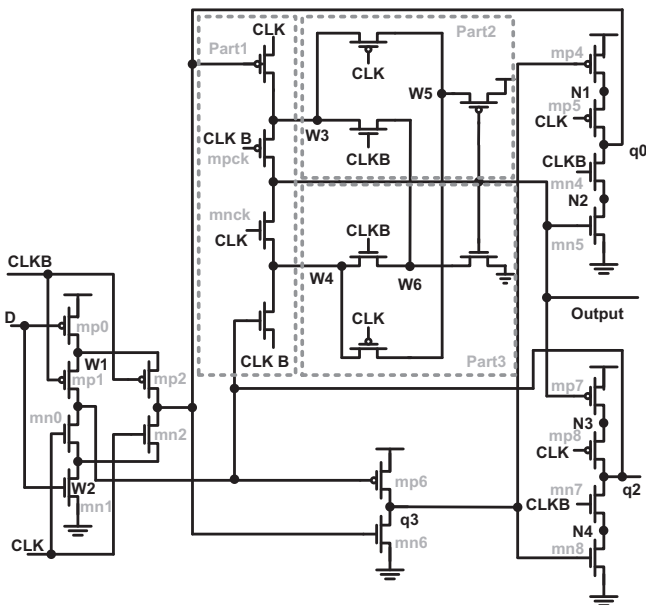 CLK
Part1
Part2
mp4
CLK
W5
N1
mp5
CLK
CLK B
mpck
W3
CLKB
CLKB
q0
mn4
N2
mnck
CLK
CLKB
mn5
CLKB
W4
W6
D
mp0
CLK
Output
W1
mp1
mp2
CLK B
Part3
mp7
mn0
mn2
N3
mp8
CLK
W2
mn1
mp6
q2
mn7
CLKB
q3
N4
CLK
mn6
mn8